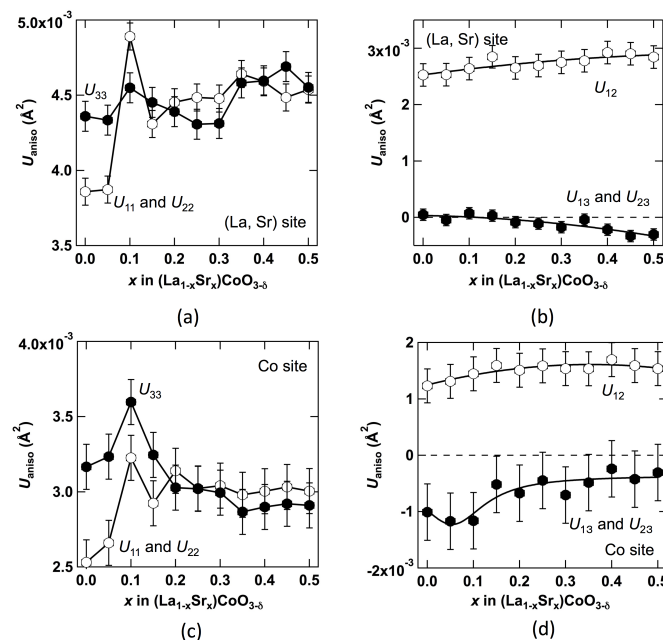 5.0x10⁻³
4.5
4.0
3.5
U_aniso (Å²)
U₃₃
U₁₁ and U₂₂
(La, Sr) site
0.0 0.1 0.2 0.3 0.4 0.5
x in (La₁₋ₓSrₓ)CoO₃₋δ
(a)
3x10⁻³
2
1
0
U_aniso (Å²)
(La, Sr) site
U₁₂
U₁₃ and U₂₃
0.0 0.1 0.2 0.3 0.4 0.5
x in (La₁₋ₓSrₓ)CoO₃₋δ
(b)
4.0x10⁻³
3.5
3.0
2.5
U_aniso (Å²)
Co site
U₃₃
U₁₁ and U₂₂
0.0 0.1 0.2 0.3 0.4 0.5
x in (La₁₋ₓSrₓ)CoO₃₋δ
(c)
2
1
0
-1
-2x10⁻³
U_aniso (Å²)
U₁₂
U₁₃ and U₂₃
Co site
0.0 0.1 0.2 0.3 0.4 0.5
x in (La₁₋ₓSrₓ)CoO₃₋δ
(d)